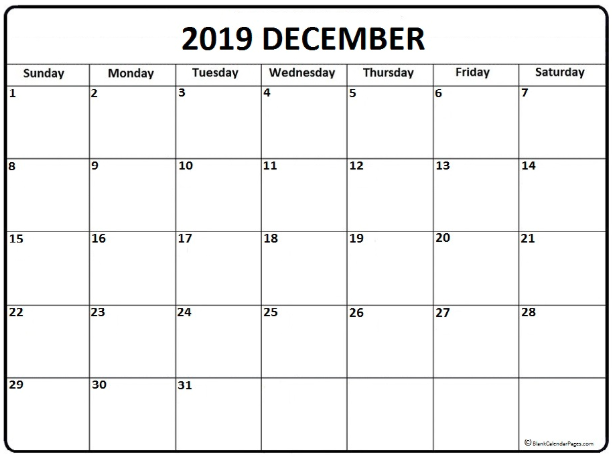 2019 DECEMBER
Sunday Monday Tuesday Wednesday Thursday Friday Saturday
1 2 3 4 5 6 7
8 9 10 11 12 13 14
15 16 17 18 19 20 21
22 23 24 25 26 27 28
29 30 31
©BlankCalendarPages.com